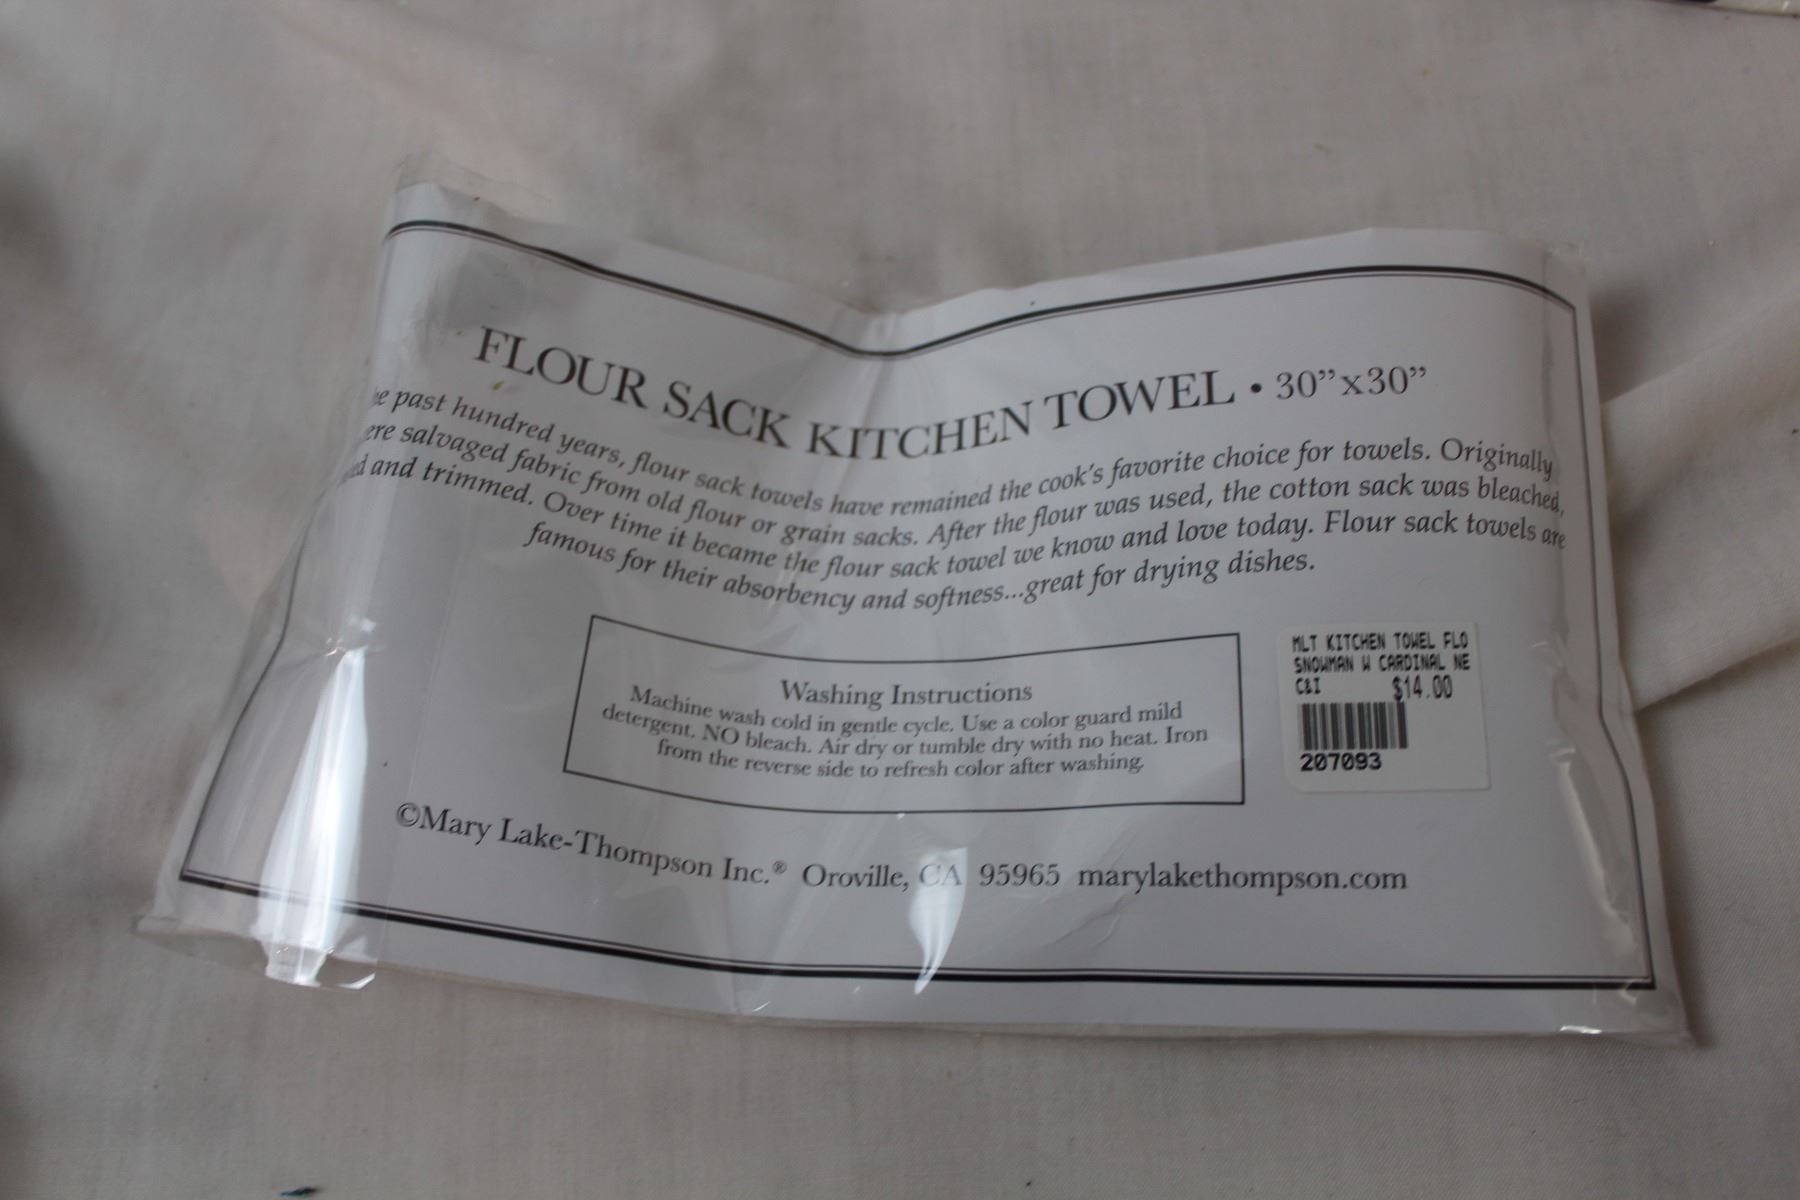 FLOUR SACK KITCHEN TOWEL • 30”x30”
past hundred years, flour sack towels have remained the cook’s favorite choice for towels. Originally
salvaged fabric from old flour or grain sacks. After the flour was used, the cotton sack was bleached,
and trimmed. Over time it became the flour sack towel we know and love today. Flour sack towels are
famous for their absorbency and softness...great for drying dishes.
Washing Instructions
Machine wash cold in gentle cycle. Use a color guard mild
detergent. NO bleach. Air dry or tumble dry with no heat. Iron
from the reverse side to refresh color after washing.
©Mary Lake-Thompson Inc.® Oroville, CA 95965 marylakethompson.com
MLT KITCHEN TOWEL FLO
SNOWMAN W CARDINAL NE
C&I $14.00
207093